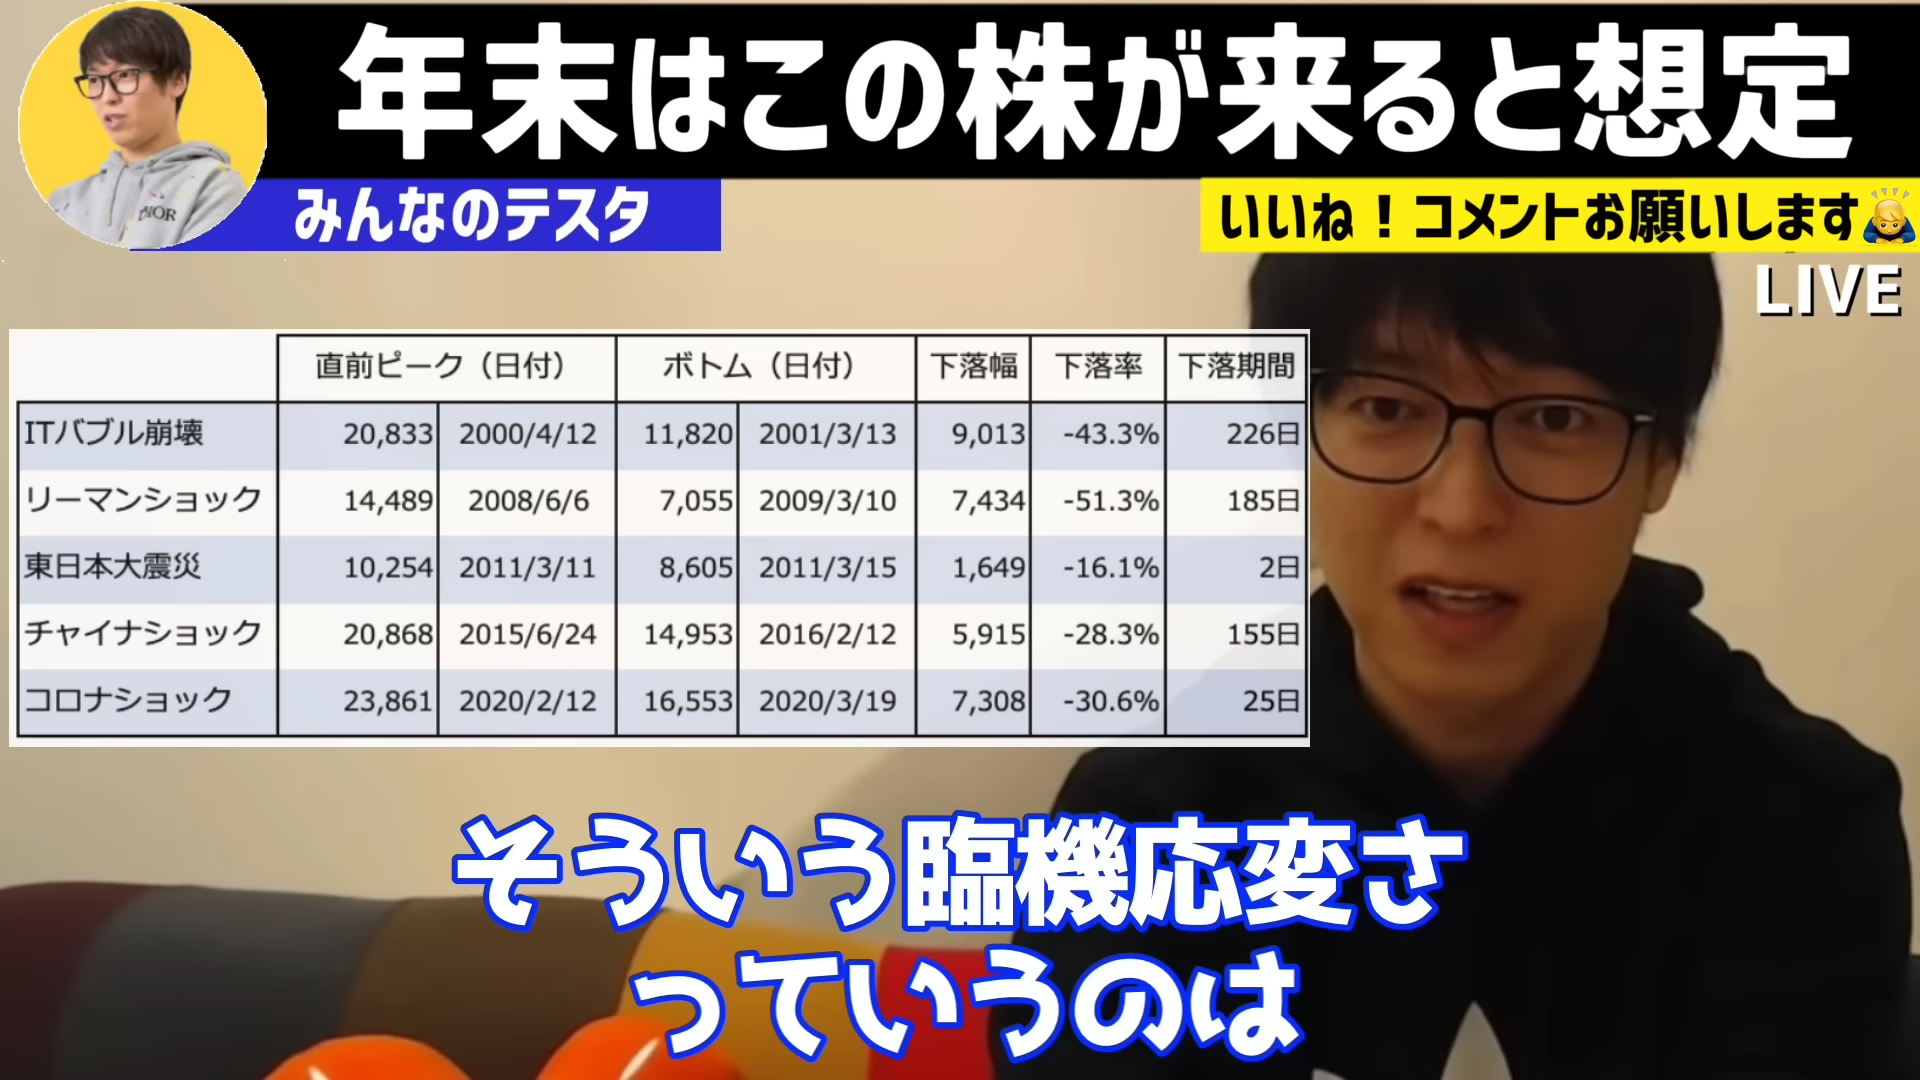 年末はこの株が来ると想定
みんなのテスタ
いいね！コメントお願いします🙇
LIVE
直前ピーク（日付） ボトム（日付） 下落幅 下落率 下落期間
ITバブル崩壊 20,833 2000/4/12 11,820 2001/3/13 9,013 -43.3% 226日
リーマンショック 14,489 2008/6/6 7,055 2009/3/10 7,434 -51.3% 185日
東日本大震災 10,254 2011/3/11 8,605 2011/3/15 1,649 -16.1% 2日
チャイナショック 20,868 2015/6/24 14,953 2016/2/12 5,915 -28.3% 155日
コロナショック 23,861 2020/2/12 16,553 2020/3/19 7,308 -30.6% 25日
そういう臨機応変さ
っていうのは